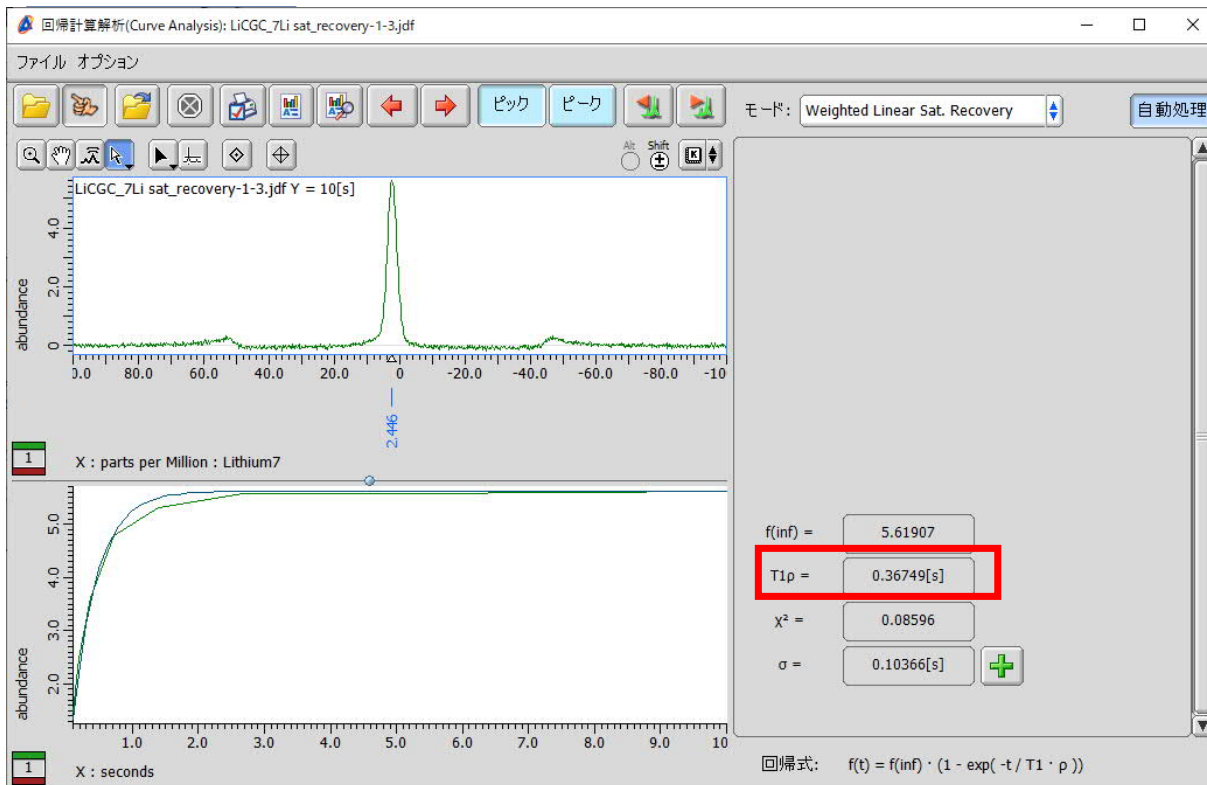 回帰計算解析(Curve Analysis): LiCGC_7Li sat_recovery-1-3.jdf
ファイル オプション
ピック ピーク モード: Weighted Linear Sat. Recovery 自動処理
Alt Shift
K
LiCGC_7Li sat_recovery-1-3.jdf Y = 10[s]
abundance
4.0
2.0
0
0.0 80.0 60.0 40.0 20.0 0 -20.0 -40.0 -60.0 -80.0 -10
2.446
1
X : parts per Million : Lithium7
abundance
5.0
4.0
3.0
2.0
1.0 2.0 3.0 4.0 5.0 6.0 7.0 8.0 9.0 10
1
X : seconds
f(inf) = 5.61907
T1ρ = 0.36749[s]
χ² = 0.08596
σ = 0.10366[s]
回帰式: f(t) = f(inf) · (1 - exp( -t / T1 · ρ ))